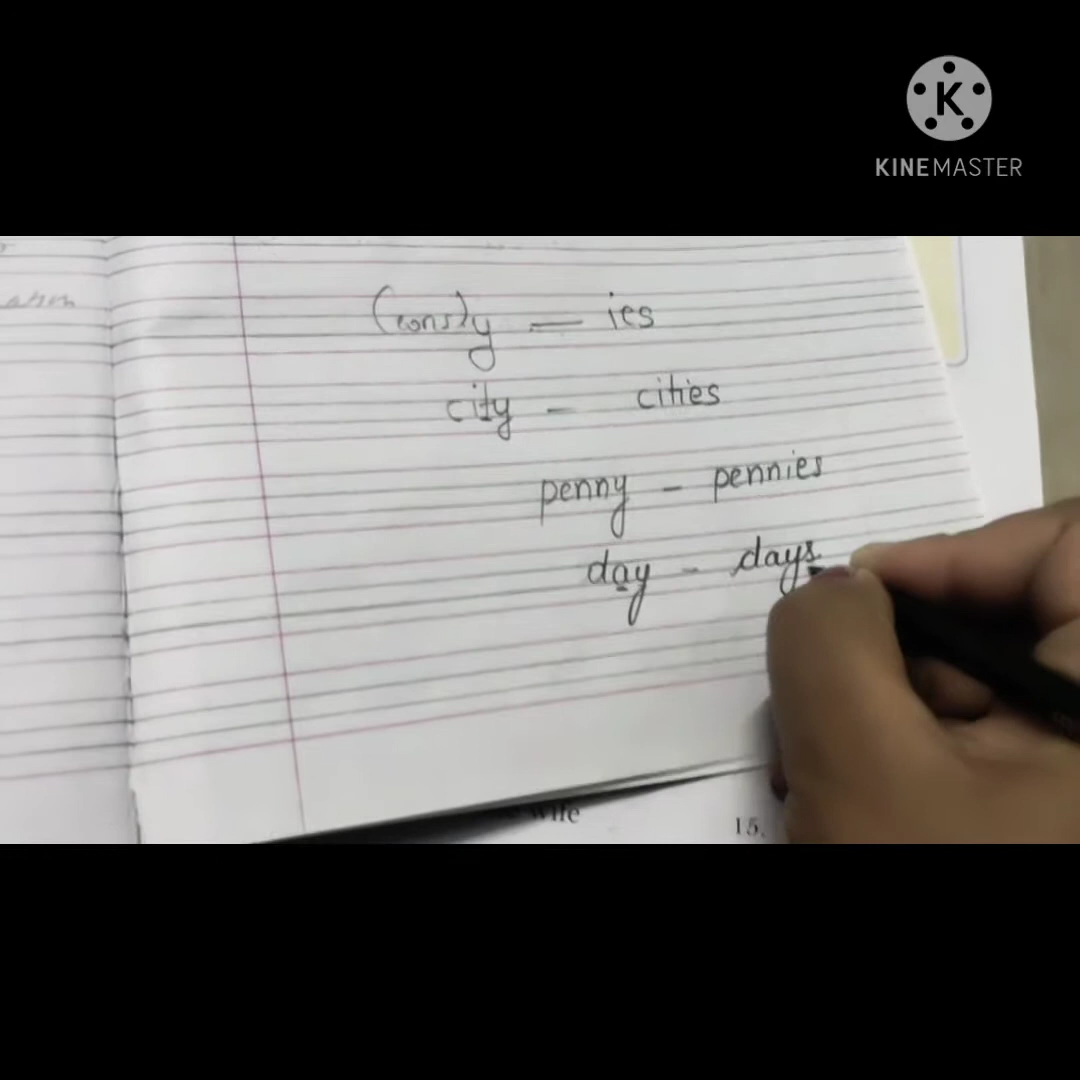 KINEMASTER
(cons)y — ies
city - cities
penny - pennies
day - days
wife
15.